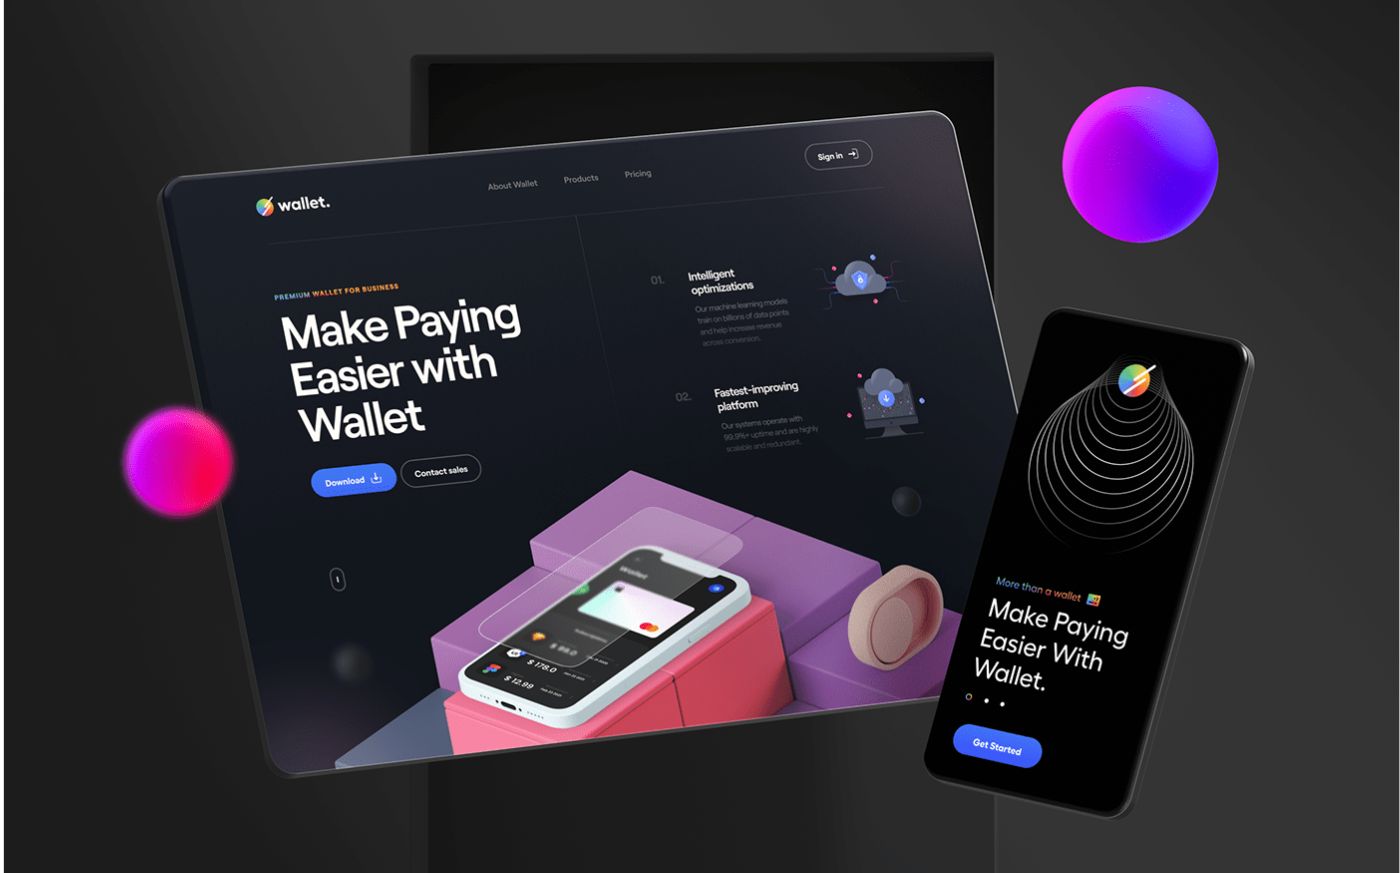 wallet.
About Wallet
Products
Pricing
Sign in
PREMIUM WALLET FOR BUSINESS
Make Paying
Easier with
Wallet
Download
Contact sales
01.
Intelligent
optimizations
Our machine learning models
train on billions of data points
and help increase revenue
across conversion.
02.
Fastest-improving
platform
Our systems operate with
99.9%+ uptime and are highly
scalable and redundant.
Wallet
$ 178.0
$ 12.99
More than a wallet
Make Paying
Easier With
Wallet.
Get Started